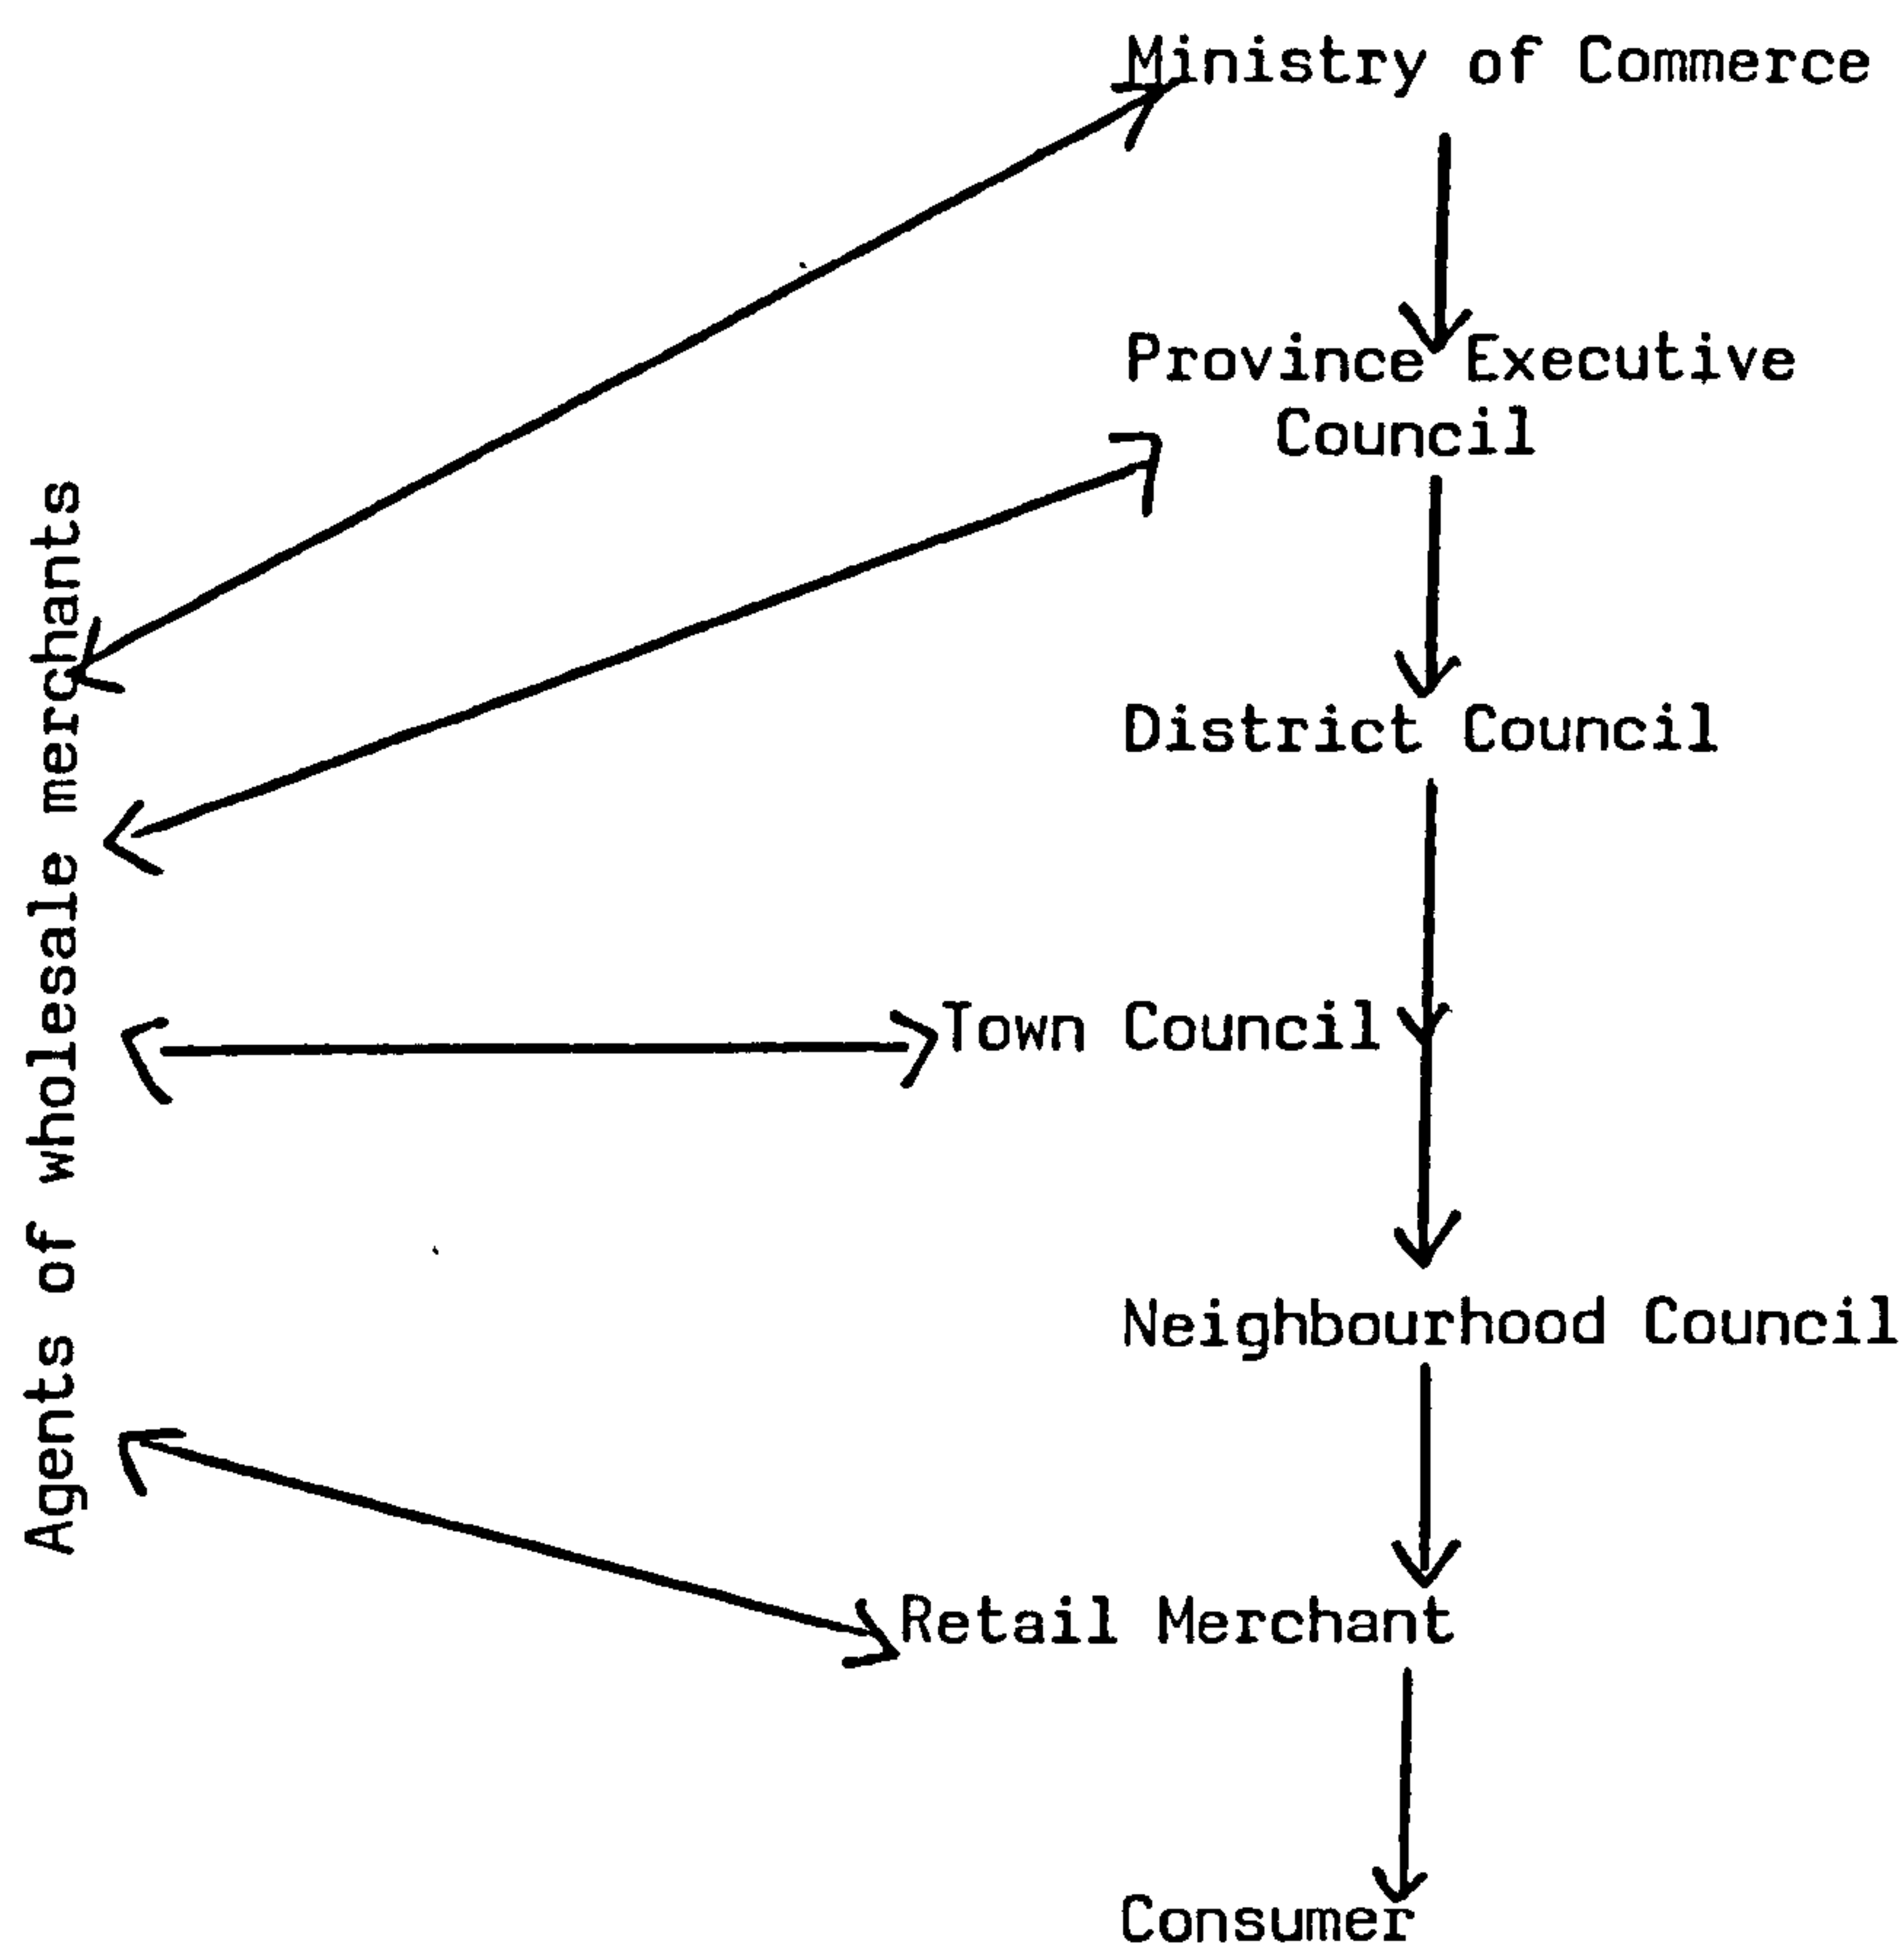 Ministry of Commerce
Province Executive
Council
District Council
Town Council
Neighbourhood Council
Retail Merchant
Consumer
Agents of wholesale merchants